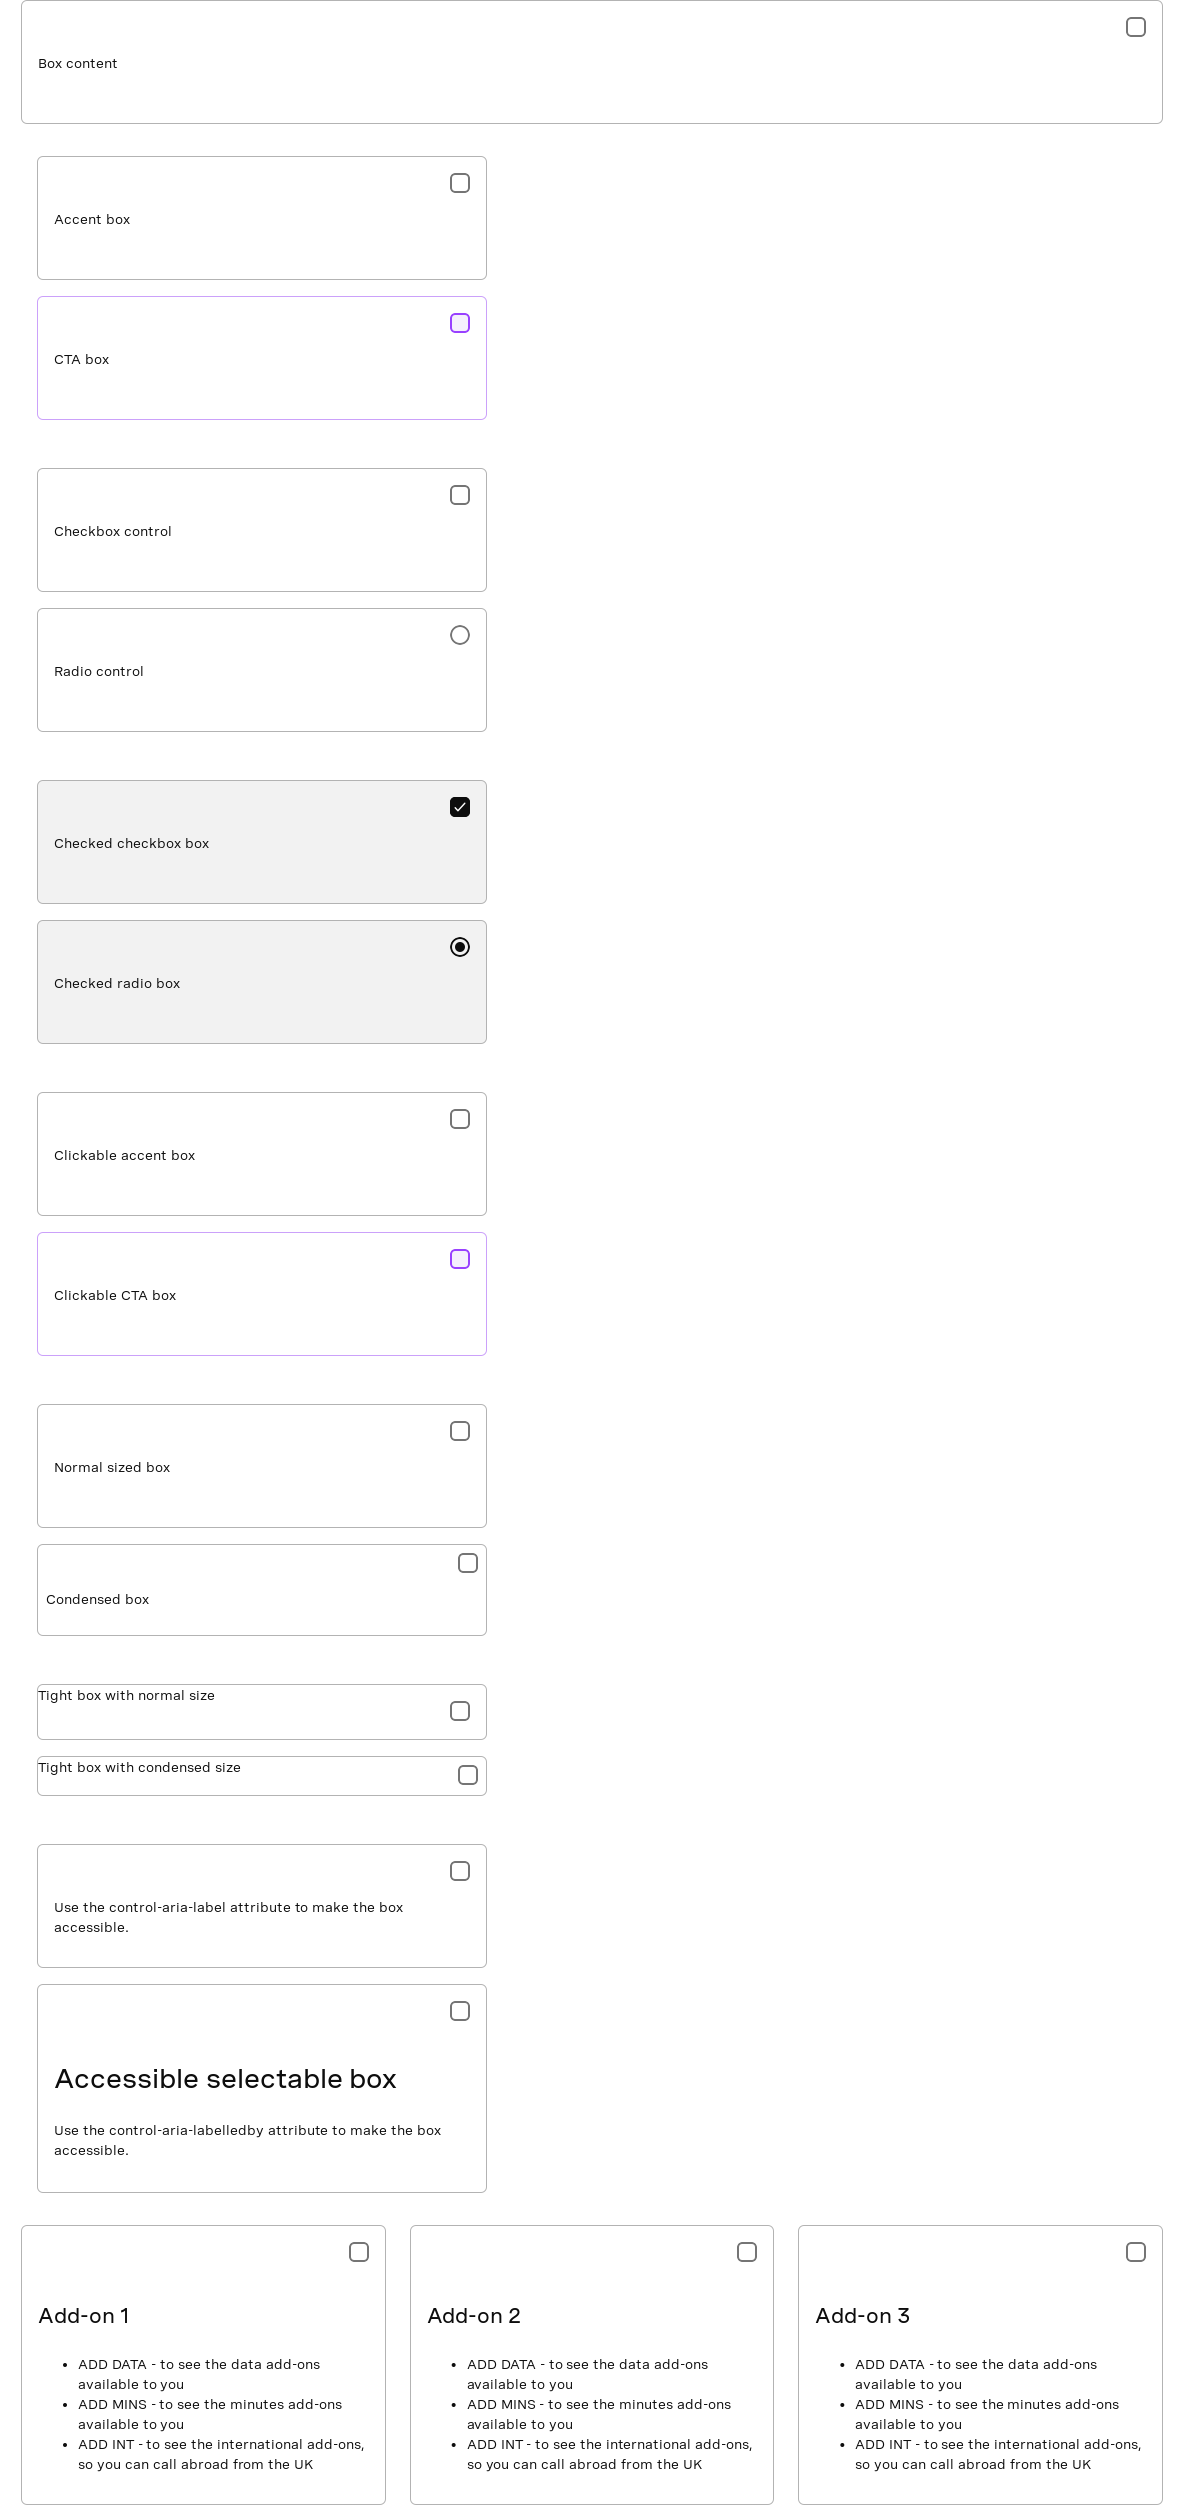 Box content
Accent box
CTA box
Checkbox control
Radio control
Checked checkbox box
Checked radio box
Clickable accent box
Clickable CTA box
Normal sized box
Condensed box
Tight box with normal size
Tight box with condensed size
Use the control-aria-label attribute to make the box
accessible.
Accessible selectable box
Use the control-aria-labelledby attribute to make the box
accessible.
Add-on 1
• ADD DATA - to see the data add-ons
available to you
• ADD MINS - to see the minutes add-ons
available to you
• ADD INT - to see the international add-ons,
so you can call abroad from the UK
Add-on 2
• ADD DATA - to see the data add-ons
available to you
• ADD MINS - to see the minutes add-ons
available to you
• ADD INT - to see the international add-ons,
so you can call abroad from the UK
Add-on 3
• ADD DATA - to see the data add-ons
available to you
• ADD MINS - to see the minutes add-ons
available to you
• ADD INT - to see the international add-ons,
so you can call abroad from the UK